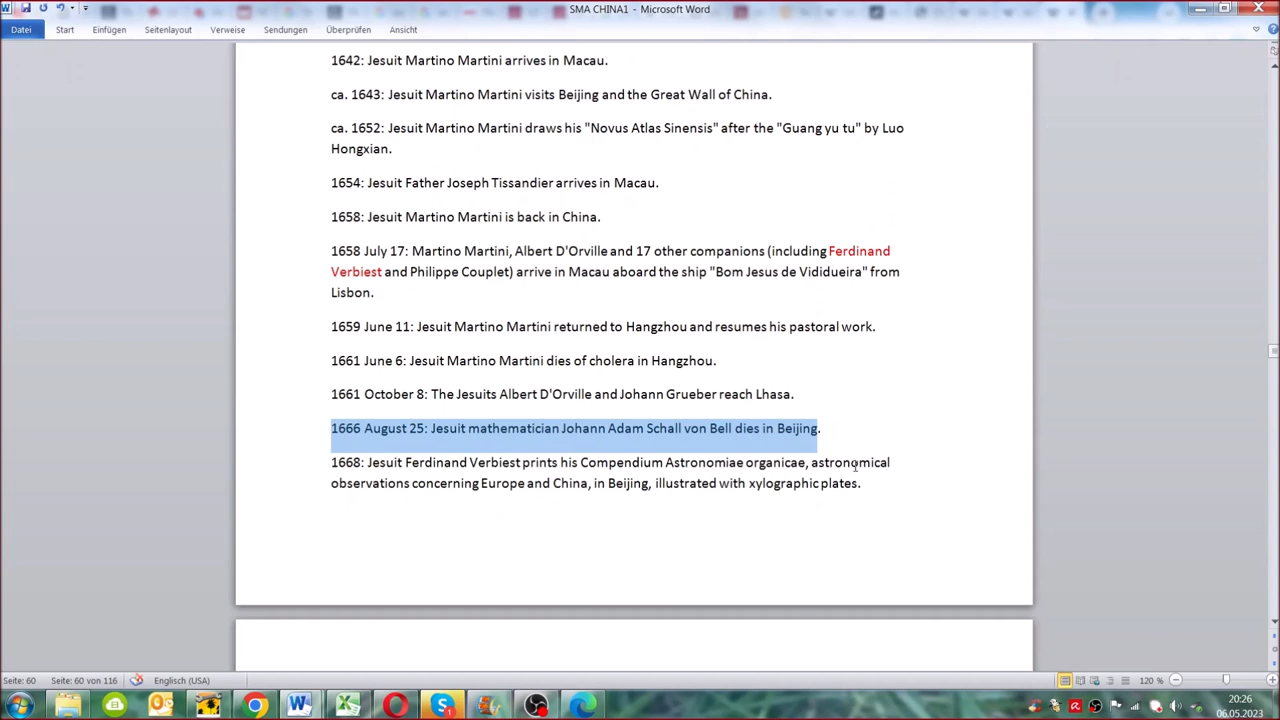 SMA CHINA1 - Microsoft Word
Datei Start Einfügen Seitenlayout Verweise Sendungen Überprüfen Ansicht
1642: Jesuit Martino Martini arrives in Macau.
ca. 1643: Jesuit Martino Martini visits Beijing and the Great Wall of China.
ca. 1652: Jesuit Martino Martini draws his "Novus Atlas Sinensis" after the "Guang yu tu" by Luo
Hongxian.
1654: Jesuit Father Joseph Tissandier arrives in Macau.
1658: Jesuit Martino Martini is back in China.
1658 July 17: Martino Martini, Albert D'Orville and 17 other companions (including Ferdinand
Verbiest and Philippe Couplet) arrive in Macau aboard the ship "Bom Jesus de Vididueira" from
Lisbon.
1659 June 11: Jesuit Martino Martini returned to Hangzhou and resumes his pastoral work.
1661 June 6: Jesuit Martino Martini dies of cholera in Hangzhou.
1661 October 8: The Jesuits Albert D'Orville and Johann Grueber reach Lhasa.
1666 August 25: Jesuit mathematician Johann Adam Schall von Bell dies in Beijing.
1668: Jesuit Ferdinand Verbiest prints his Compendium Astronomiae organicae, astronomical
observations concerning Europe and China, in Beijing, illustrated with xylographic plates.
Seite: 60 Seite: 60 von 116 Englisch (USA) 120 %
20:26
06.05.2023